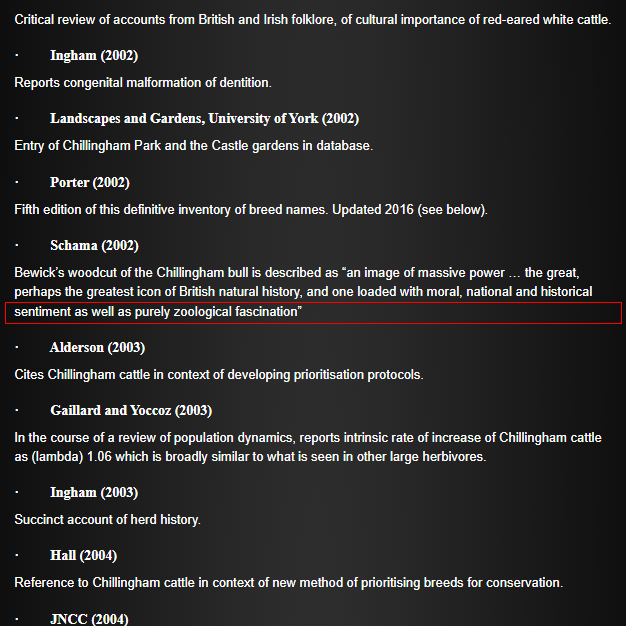 Critical review of accounts from British and Irish folklore, of cultural importance of red-eared white cattle.
· Ingham (2002)
Reports congenital malformation of dentition.
· Landscapes and Gardens, University of York (2002)
Entry of Chillingham Park and the Castle gardens in database.
· Porter (2002)
Fifth edition of this definitive inventory of breed names. Updated 2016 (see below).
· Schama (2002)
Bewick’s woodcut of the Chillingham bull is described as “an image of massive power … the great,
perhaps the greatest icon of British natural history, and one loaded with moral, national and historical
sentiment as well as purely zoological fascination”
· Alderson (2003)
Cites Chillingham cattle in context of developing prioritisation protocols.
· Gaillard and Yoccoz (2003)
In the course of a review of population dynamics, reports intrinsic rate of increase of Chillingham cattle
as (lambda) 1.06 which is broadly similar to what is seen in other large herbivores.
· Ingham (2003)
Succinct account of herd history.
· Hall (2004)
Reference to Chillingham cattle in context of new method of prioritising breeds for conservation.
· JNCC (2004)